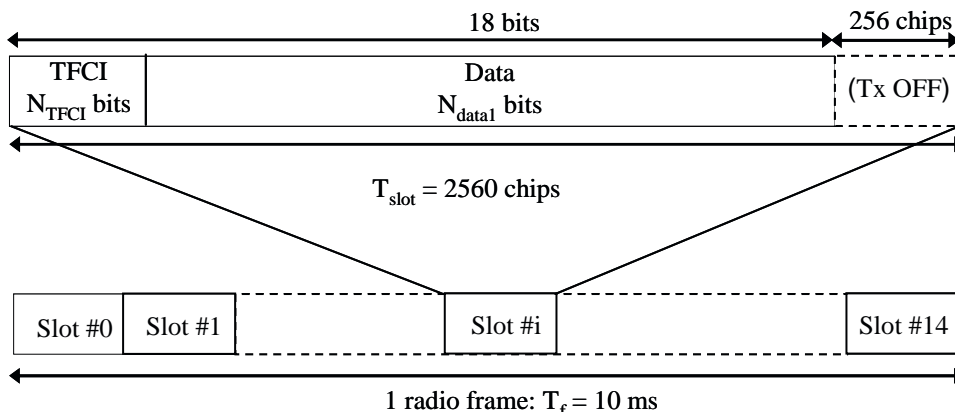 18 bits
256 chips
TFCI
N_TFCI bits
Data
N_data1 bits
(Tx OFF)
T_slot = 2560 chips
Slot #0
Slot #1
Slot #i
Slot #14
1 radio frame: T_f = 10 ms